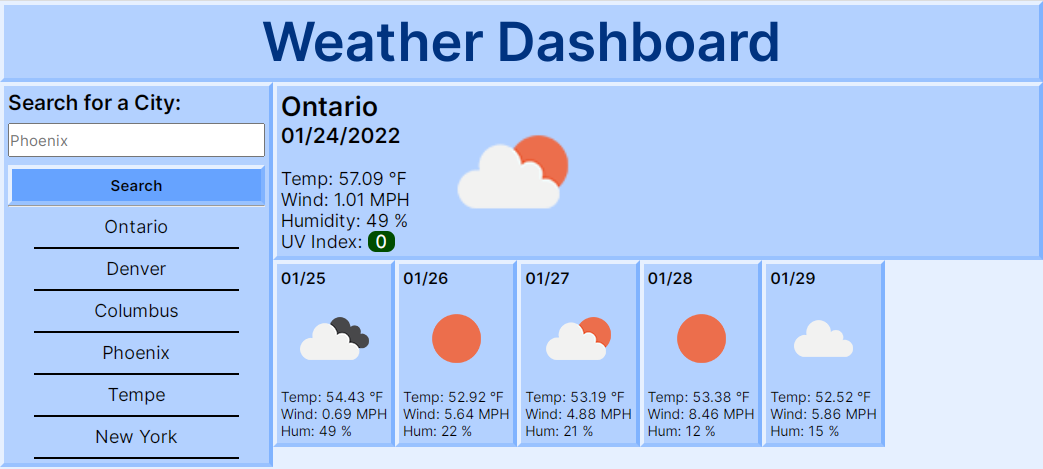 Weather Dashboard
Search for a City:
Phoenix
Search
Ontario
Denver
Columbus
Phoenix
Tempe
New York
Ontario
01/24/2022
Temp: 57.09 °F
Wind: 1.01 MPH
Humidity: 49 %
UV Index: 0
01/25
Temp: 54.43 °F
Wind: 0.69 MPH
Hum: 49 %
01/26
Temp: 52.92 °F
Wind: 5.64 MPH
Hum: 22 %
01/27
Temp: 53.19 °F
Wind: 4.88 MPH
Hum: 21 %
01/28
Temp: 53.38 °F
Wind: 8.46 MPH
Hum: 12 %
01/29
Temp: 52.52 °F
Wind: 5.86 MPH
Hum: 15 %